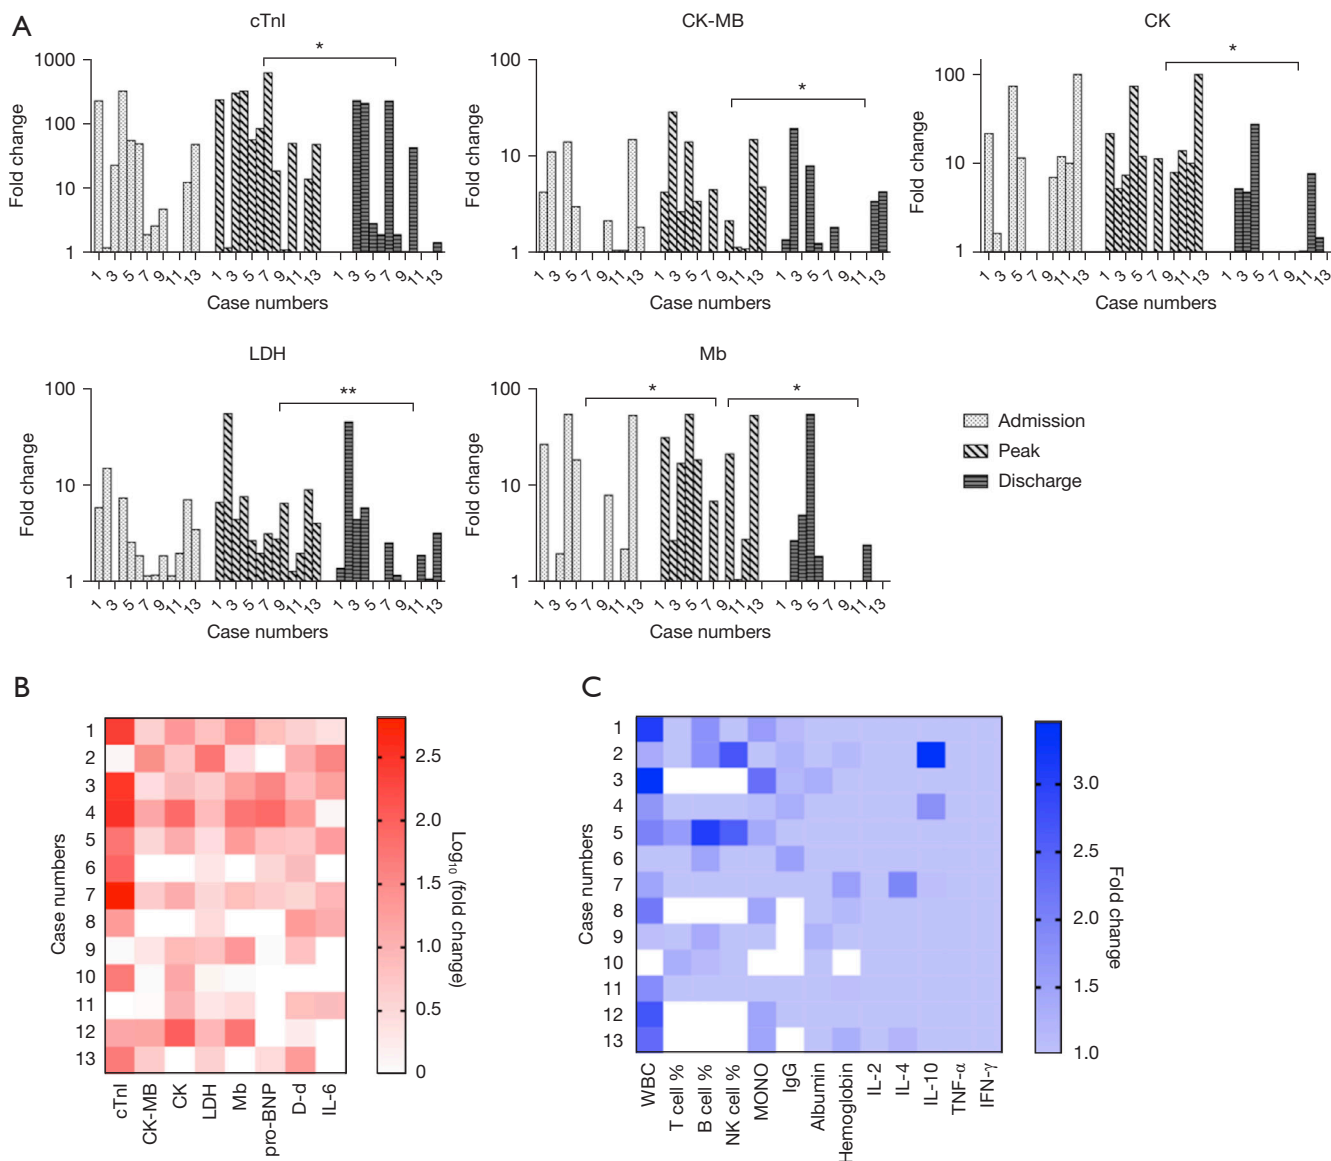 A
cTnI
Fold change
1000
100
10
1
*
1 3 5 7 9 11 13 1 3 5 7 9 11 13 1 3 5 7 9 11 13
Case numbers
CK-MB
Fold change
100
10
1
*
1 3 5 7 9 11 13 1 3 5 7 9 11 13 1 3 5 7 9 11 13
Case numbers
CK
Fold change
100
10
1
*
1 3 5 7 9 11 13 1 3 5 7 9 11 13 1 3 5 7 9 11 13
Case numbers
LDH
Fold change
100
10
1
**
1 3 5 7 9 11 13 1 3 5 7 9 11 13 1 3 5 7 9 11 13
Case numbers
Mb
Fold change
100
10
1
* *
1 3 5 7 9 11 13 1 3 5 7 9 11 13 1 3 5 7 9 11 13
Case numbers
Admission
Peak
Discharge
B
Case numbers
1
2
3
4
5
6
7
8
9
10
11
12
13
cTnI
CK-MB
CK
LDH
Mb
pro-BNP
D-d
IL-6
2.5
2.0
1.5
1.0
0.5
0
Log₁₀ (fold change)
C
Case numbers
1
2
3
4
5
6
7
8
9
10
11
12
13
WBC
T cell %
B cell %
NK cell %
MONO
IgG
Albumin
Hemoglobin
IL-2
IL-4
IL-10
TNF-α
IFN-γ
3.0
2.5
2.0
1.5
1.0
Fold change